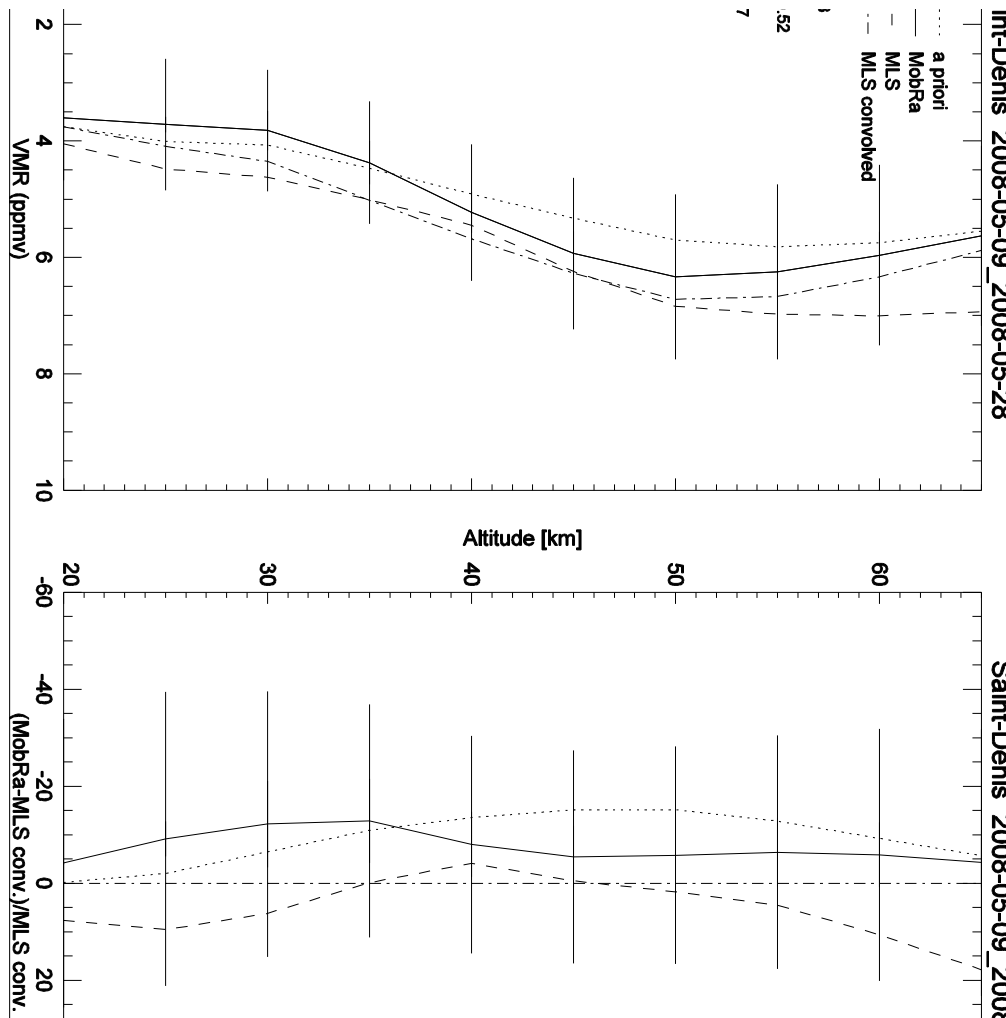 int-Denis 2008-05-09_2008-05-28
a priori
MobRa
MLS
MLS convolved
.52
7
2
4
6
8
10
VMR (ppmv)
Altitude [km]
20
30
40
50
60
Saint-Denis 2008-05-09_2008
-60
-40
-20
0
20
(MobRa-MLS conv.)/MLS conv.